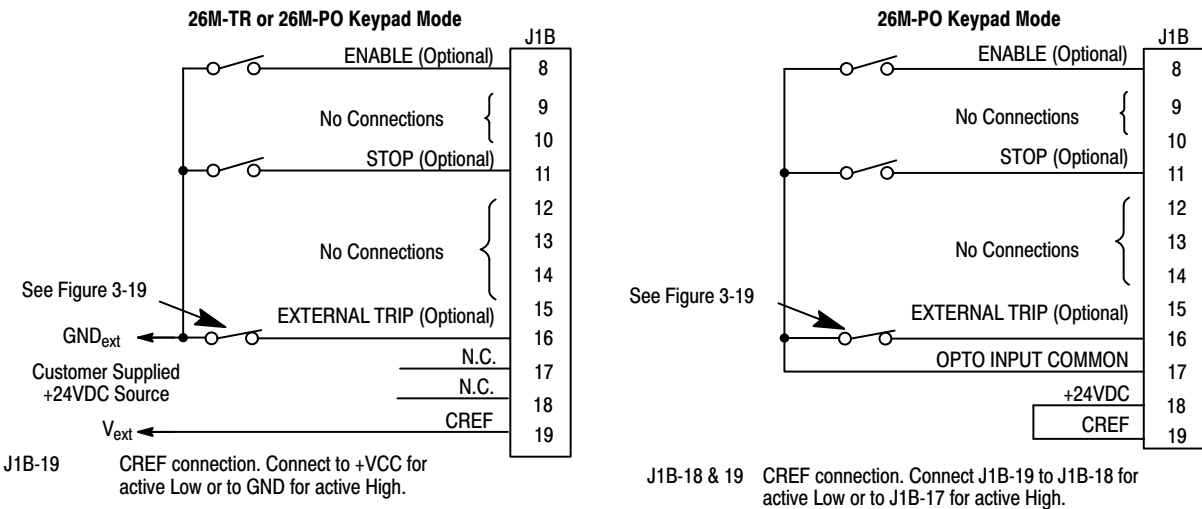 26M-TR or 26M-PO Keypad Mode
J1B
ENABLE (Optional)
8
9
No Connections
10
STOP (Optional)
11
12
13
No Connections
14
See Figure 3-19
15
EXTERNAL TRIP (Optional)
16
GNDext
N.C.
17
Customer Supplied
+24VDC Source
N.C.
18
CREF
19
Vext
J1B-19 CREF connection. Connect to +VCC for
active Low or to GND for active High.
26M-PO Keypad Mode
J1B
ENABLE (Optional)
8
9
No Connections
10
STOP (Optional)
11
12
13
No Connections
14
See Figure 3-19
15
EXTERNAL TRIP (Optional)
16
OPTO INPUT COMMON
17
+24VDC
18
CREF
19
J1B-18 & 19 CREF connection. Connect J1B-19 to J1B-18 for
active Low or to J1B-17 for active High.